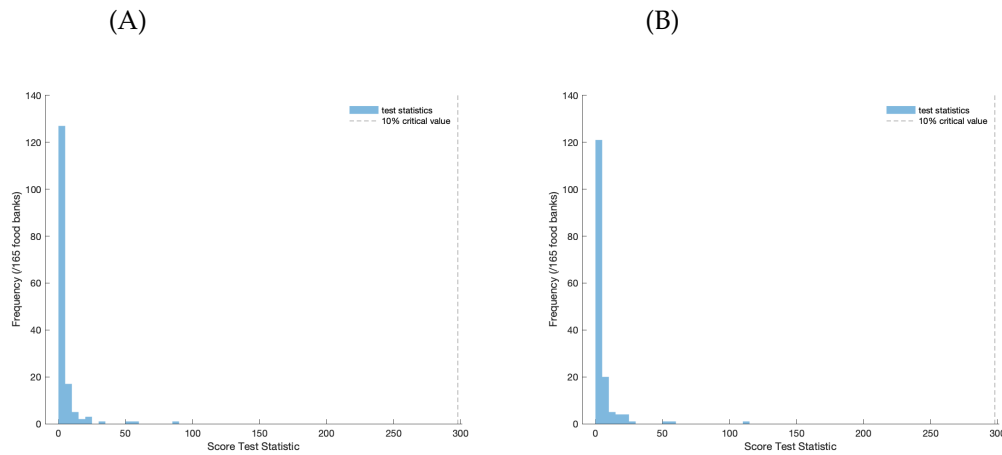 (A)
140
120
100
80
60
40
20
0
Frequency (/165 food banks)
test statistics
10% critical value
0 50 100 150 200 250 300
Score Test Statistic
(B)
140
120
100
80
60
40
20
0
Frequency (/165 food banks)
test statistics
10% critical value
0 50 100 150 200 250 300
Score Test Statistic